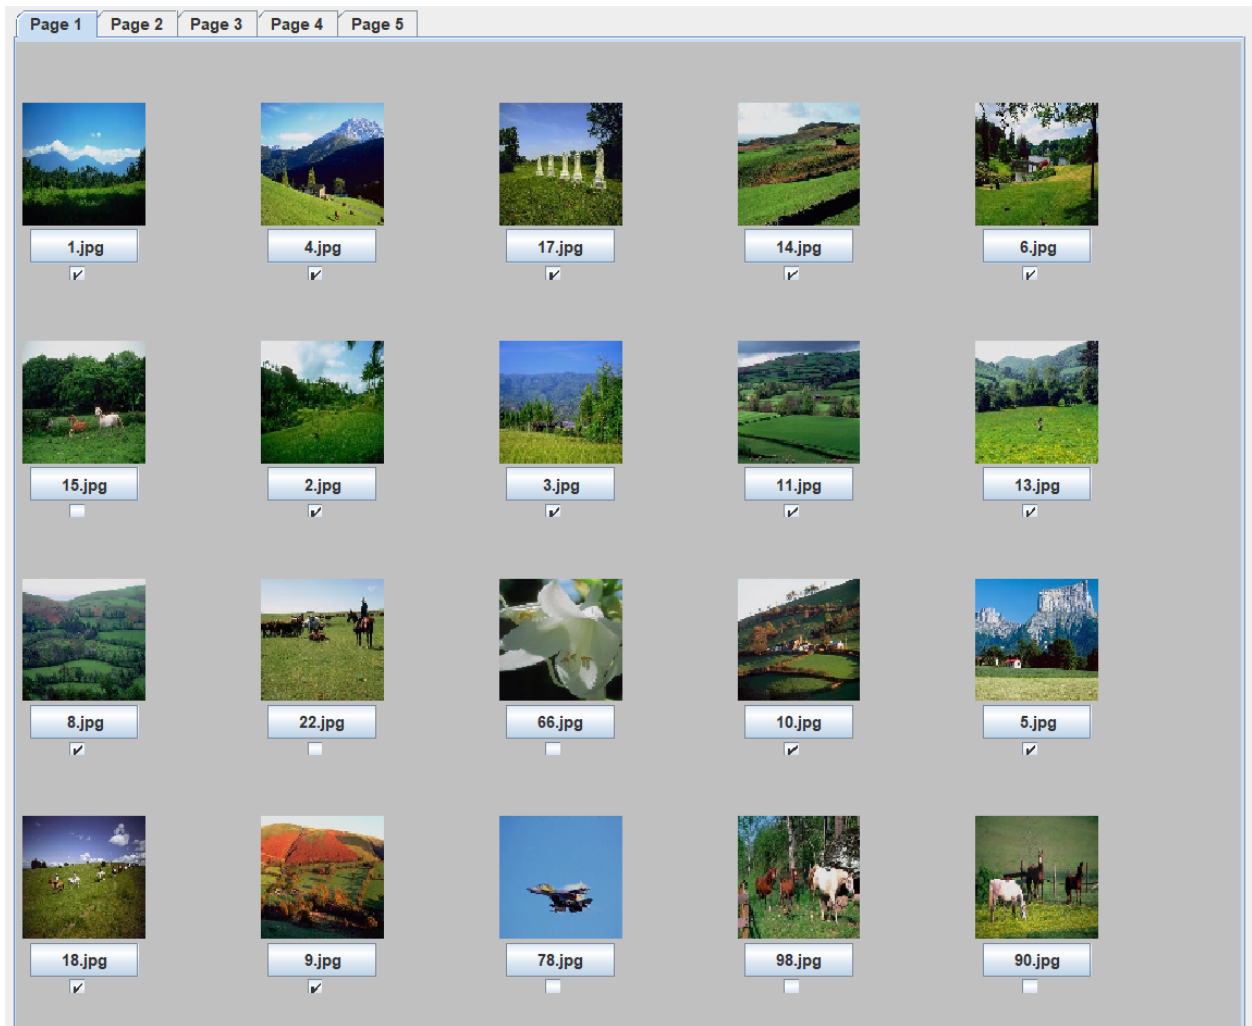 Page 1 Page 2 Page 3 Page 4 Page 5
1.jpg 4.jpg 17.jpg 14.jpg 6.jpg
15.jpg 2.jpg 3.jpg 11.jpg 13.jpg
8.jpg 22.jpg 66.jpg 10.jpg 5.jpg
18.jpg 9.jpg 78.jpg 98.jpg 90.jpg